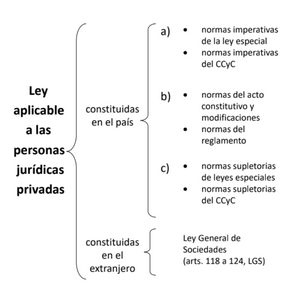 Ley
aplicable
a las
personas
jurídicas
privadas
constituidas
en el país
a)
• normas imperativas
de la ley especial
• normas imperativas
del CCyC
b)
• normas del acto
constitutivo y
modificaciones
• normas del
reglamento
c)
• normas supletorias
de leyes especiales
• normas supletorias
del CCyC
constituidas
en el
extranjero
Ley General de
Sociedades
(arts. 118 a 124, LGS)